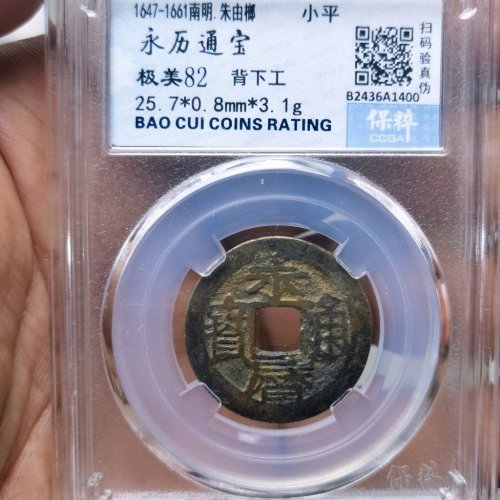 1647-1661南明.朱由榔 小平
永历通宝
极美82 背下工
25.7*0.8mm*3.1g
BAO CUI COINS RATING
扫码验真伪
B2436A1400
保粹
CCGA
永
寳 通
曆
保粹